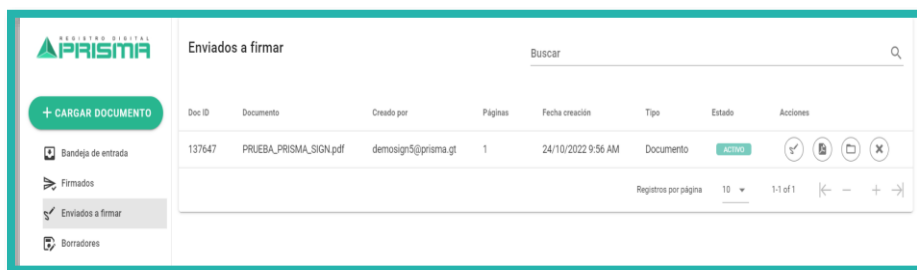 REGISTRO DIGITAL
PRISMA
+ CARGAR DOCUMENTO
Bandeja de entrada
Firmados
Enviados a firmar
Borradores
Enviados a firmar
Buscar
Doc ID Documento Creado por Páginas Fecha creación Tipo Estado Acciones
137647 PRUEBA_PRISMA_SIGN.pdf demosign5@prisma.gt 1 24/10/2022 9:56 AM Documento ACTIVO
Registros por página 10 1-1 of 1